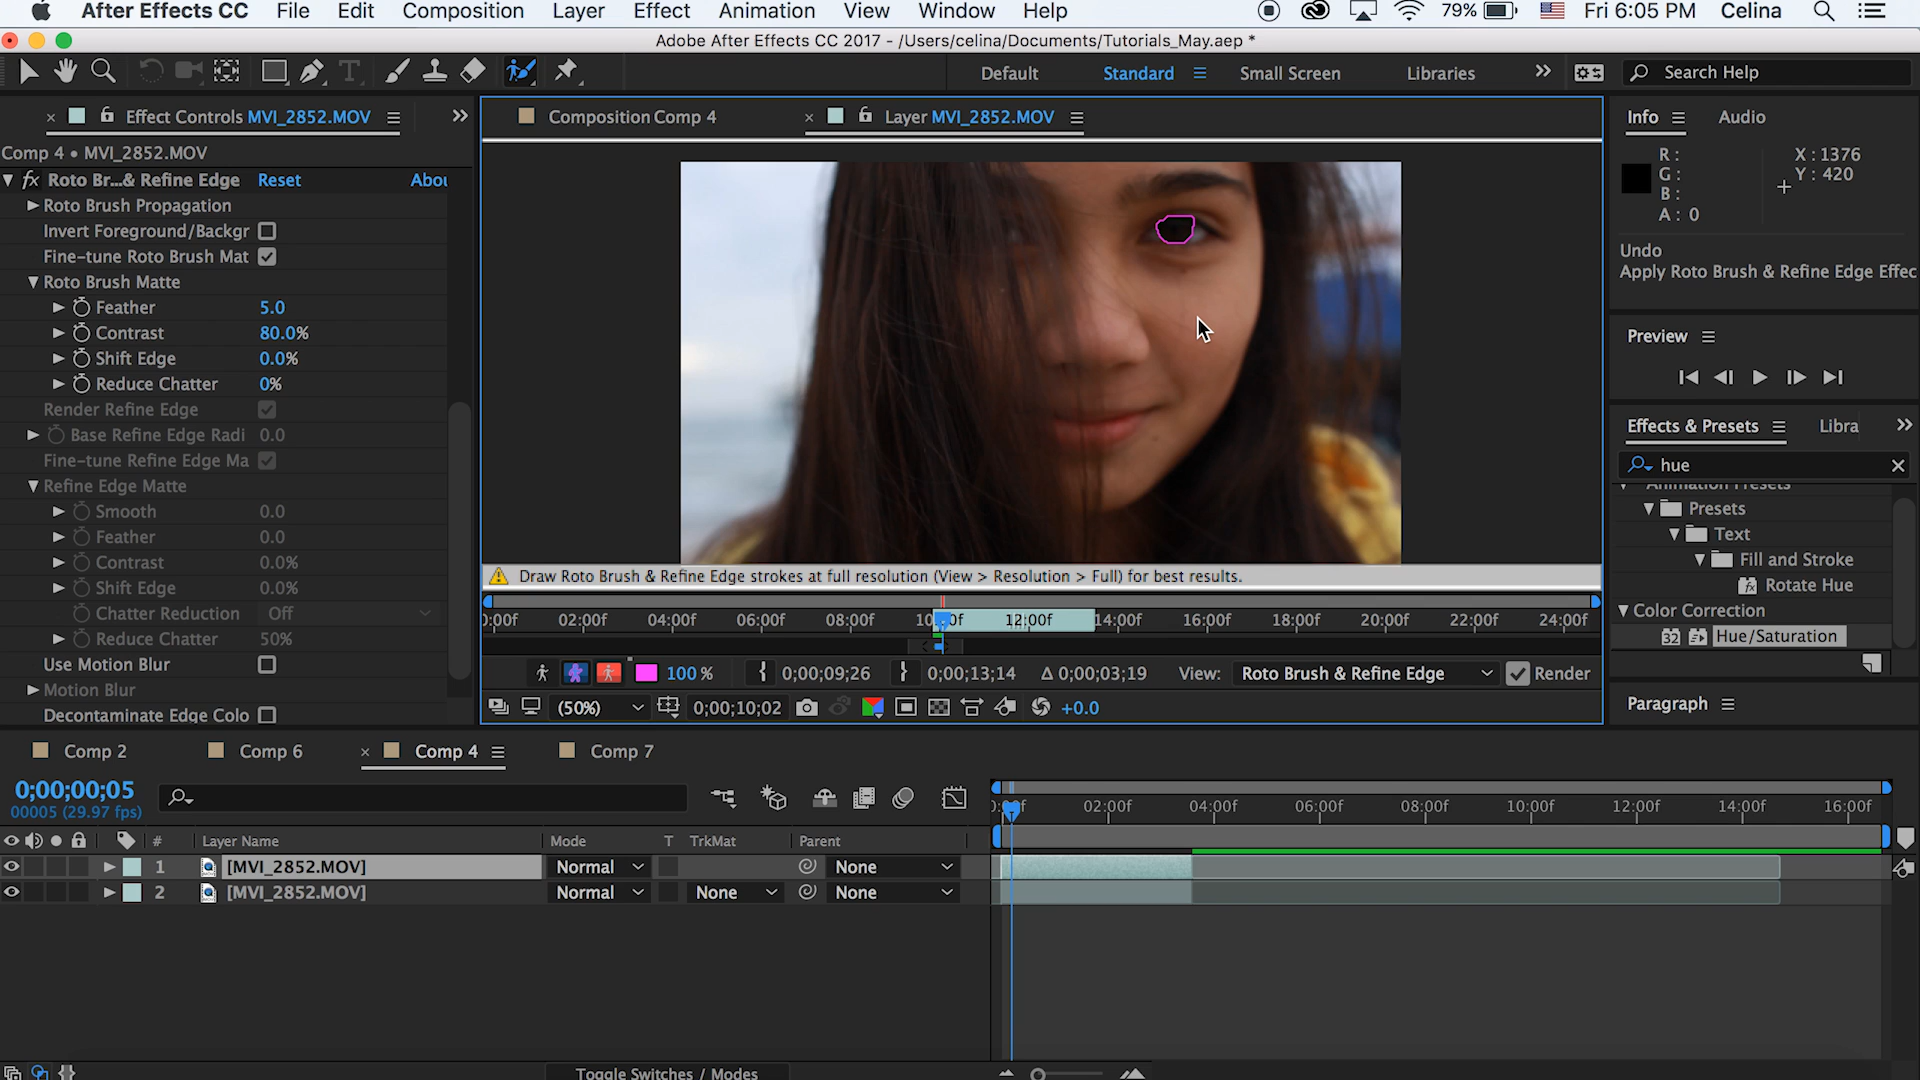 After Effects CC File Edit Composition Layer Effect Animation View Window Help 79% Fri 6:05 PM Celina
Adobe After Effects CC 2017 - /Users/celina/Documents/Tutorials_May.aep *
Default Standard Small Screen Libraries Search Help
Effect Controls MVI_2852.MOV
Comp 4 • MVI_2852.MOV
fx Roto Br...& Refine Edge Reset Abou
Roto Brush Propagation
Invert Foreground/Backgr
Fine-tune Roto Brush Mat
Roto Brush Matte
Feather 5.0
Contrast 80.0%
Shift Edge 0.0%
Reduce Chatter 0%
Render Refine Edge
Base Refine Edge Radi 0.0
Fine-tune Refine Edge Ma
Refine Edge Matte
Smooth 0.0
Feather 0.0
Contrast 0.0%
Shift Edge 0.0%
Chatter Reduction Off
Reduce Chatter 50%
Use Motion Blur
Motion Blur
Decontaminate Edge Colo
Composition Comp 4
Layer MVI_2852.MOV
Draw Roto Brush & Refine Edge strokes at full resolution (View > Resolution > Full) for best results.
0:00f 02:00f 04:00f 06:00f 08:00f 10:00f 12:00f 14:00f 16:00f 18:00f 20:00f 22:00f 24:00f
100 % 0;00;09;26 0;00;13;14 Δ 0;00;03;19 View: Roto Brush & Refine Edge Render
(50%) 0;00;10;02 +0.0
Info Audio
R : X : 1376
G : Y : 420
B :
A : 0
Undo
Apply Roto Brush & Refine Edge Effec
Preview
Effects & Presets Libra
hue
Animation Presets
Presets
Text
Fill and Stroke
Rotate Hue
Color Correction
32 Hue/Saturation
Paragraph
Comp 2 Comp 6 Comp 4 Comp 7
0;00;00;05
00005 (29.97 fps)
02:00f 04:00f 06:00f 08:00f 10:00f 12:00f 14:00f 16:00f
# Layer Name Mode T TrkMat Parent
1 [MVI_2852.MOV] Normal None
2 [MVI_2852.MOV] Normal None None
Toggle Switches / Modes